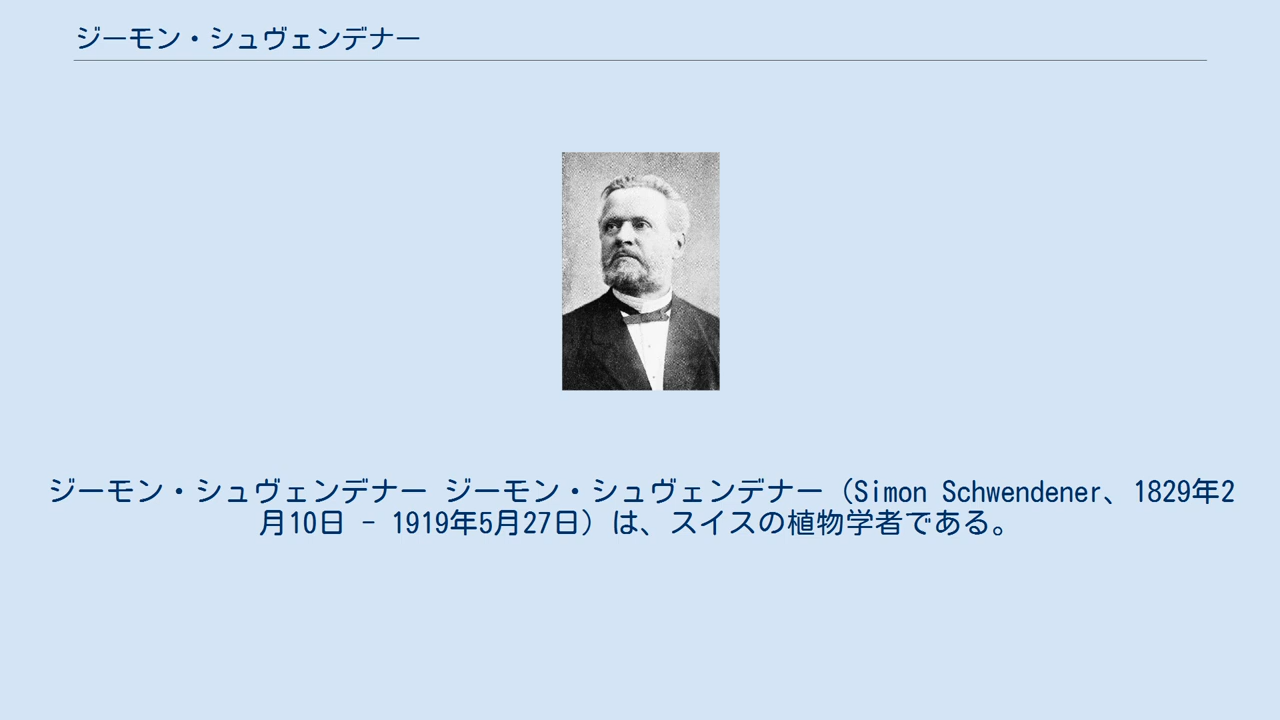 ジーモン・シュヴェンデナー
ジーモン・シュヴェンデナー ジーモン・シュヴェンデナー（Simon Schwendener、1829年2
月10日 - 1919年5月27日）は、スイスの植物学者である。